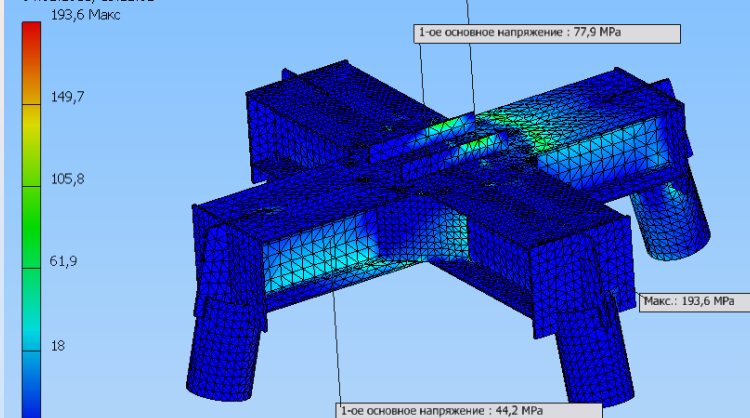 193,6 Макс
1-ое основное напряжение : 77,9 MPa
149,7
105,8
61,9
Макс.: 193,6 MPa
18
1-ое основное напряжение : 44,2 MPa